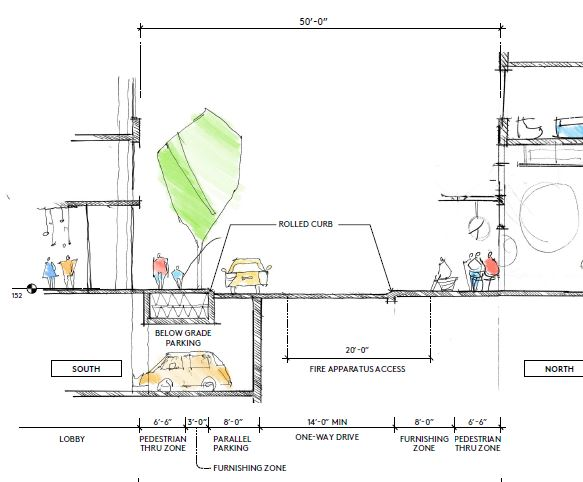 50'-0"
ROLLED CURB
152
BELOW GRADE
PARKING
20'-0"
FIRE APPARATUS ACCESS
SOUTH
NORTH
6'-6"
3'-0"
8'-0"
14'-0" MIN
8'-0"
6'-6"
LOBBY
PEDESTRIAN
THRU ZONE
PARALLEL
PARKING
ONE-WAY DRIVE
FURNISHING
ZONE
PEDESTRIAN
THRU ZONE
FURNISHING ZONE